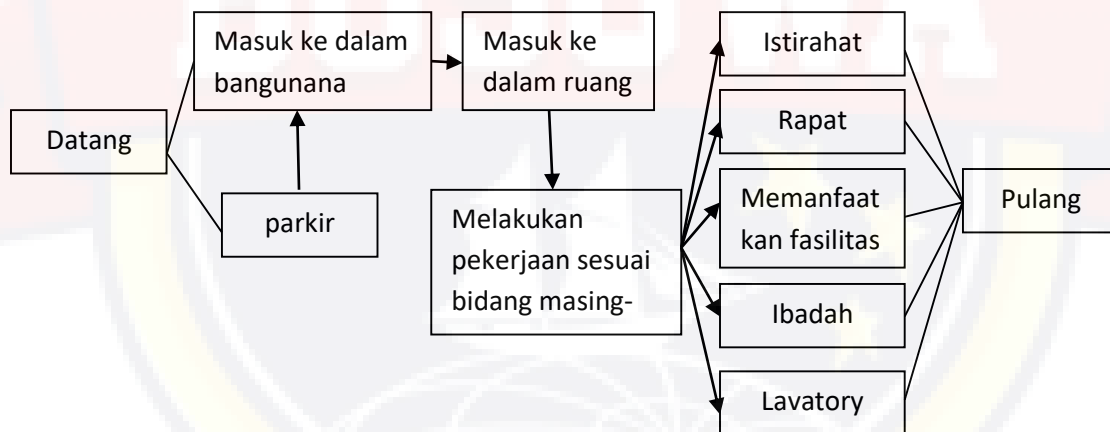 Datang
Masuk ke dalam
bangunana
parkir
Masuk ke
dalam ruang
Melakukan
pekerjaan sesuai
bidang masing-
Istirahat
Rapat
Memanfaat
kan fasilitas
Ibadah
Lavatory
Pulang